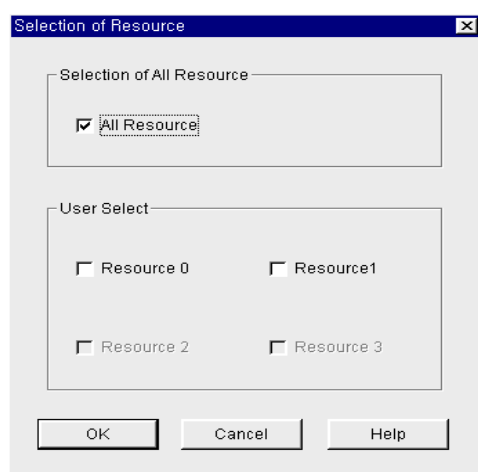 Selection of Resource
Selection of All Resource
All Resource
User Select
Resource 0 Resource1
Resource 2 Resource 3
OK Cancel Help